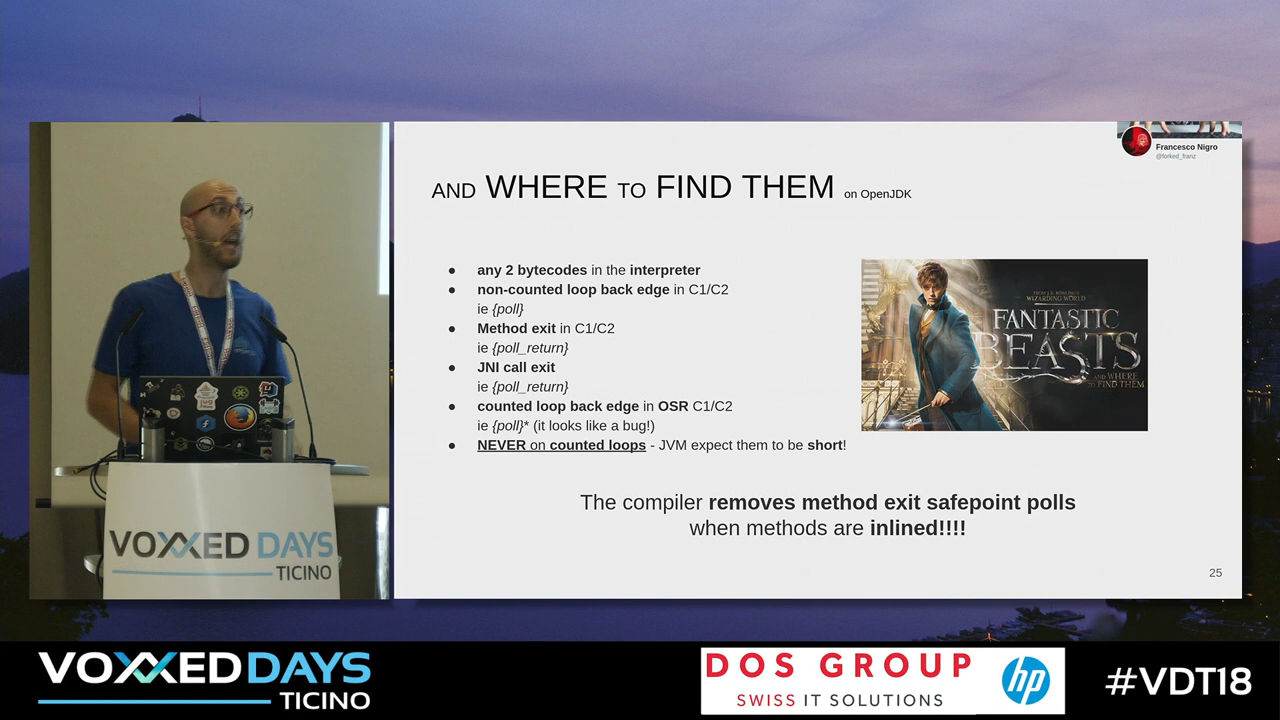 Francesco Nigro
@forked_franz
AND WHERE TO FIND THEM on OpenJDK
● any 2 bytecodes in the interpreter
● non-counted loop back edge in C1/C2
ie {poll}
● Method exit in C1/C2
ie {poll_return}
● JNI call exit
ie {poll_return}
● counted loop back edge in OSR C1/C2
ie {poll}* (it looks like a bug!)
● NEVER on counted loops - JVM expect them to be short!
WIZARDING WORLD
FANTASTIC
BEASTS
AND WHERE
TO FIND THEM
The compiler removes method exit safepoint polls
when methods are inlined!!!!
25
VOXXED DAYS
TICINO
VOXXED DAYS
TICINO
DOS GROUP
SWISS IT SOLUTIONS
hp
#VDT18